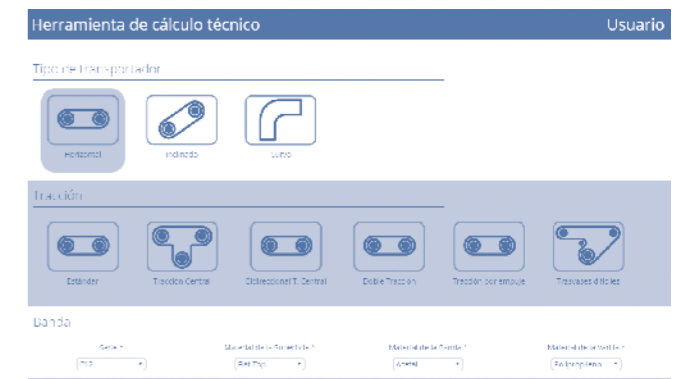 Herramienta de cálculo técnico Usuario
Tipo de transportador
Horizontal Inclinado Curvo
Tracción
Estándar Tracción Central Bidireccional T. Central Doble Tracción Tracción por empuje Trasvases difíciles
Banda
Serie * Material de la Superficie * Material de la Banda * Material de la Varilla *
Flat Top Acetal Polipropileno